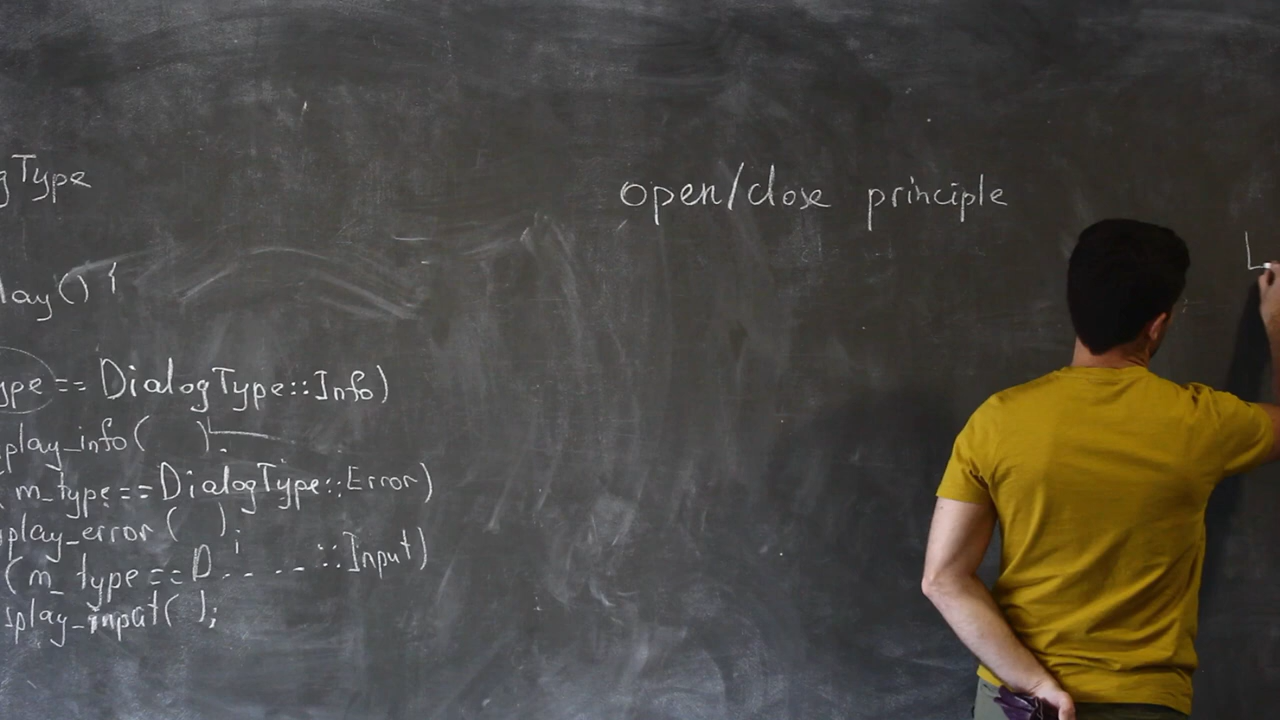 gType
open/close principle
lay() {
ype == DialogType::Info)
play_info( );
( m_type == DialogType::Error)
play_error( );
(m_type == D.. - -::Input)
splay_input( );
L